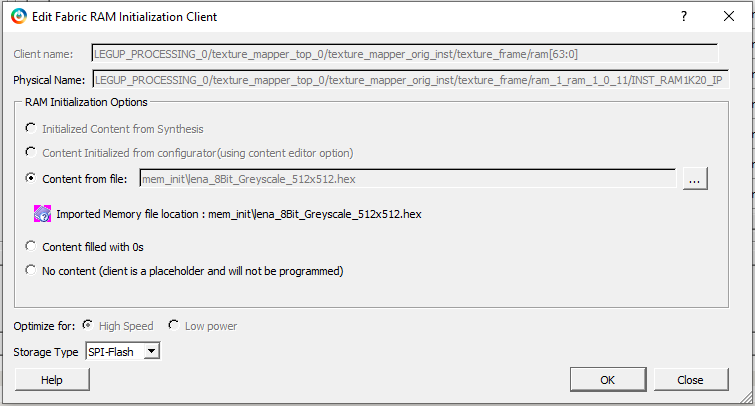 Edit Fabric RAM Initialization Client
Client name: LEGUP_PROCESSING_0/texture_mapper_top_0/texture_mapper_orig_inst/texture_frame/ram[63:0]
Physical Name: LEGUP_PROCESSING_0/texture_mapper_top_0/texture_mapper_orig_inst/texture_frame/ram_1_ram_1_0_11/INST_RAM1K20_IP
RAM Initialization Options
Initialized Content from Synthesis
Content Initialized from configurator(using content editor option)
Content from file: mem_init\lena_8Bit_Greyscale_512x512.hex ...
Imported Memory file location : mem_init\lena_8Bit_Greyscale_512x512.hex
Content filled with 0s
No content (client is a placeholder and will not be programmed)
Optimize for: High Speed Low power
Storage Type SPI-Flash
Help OK Close